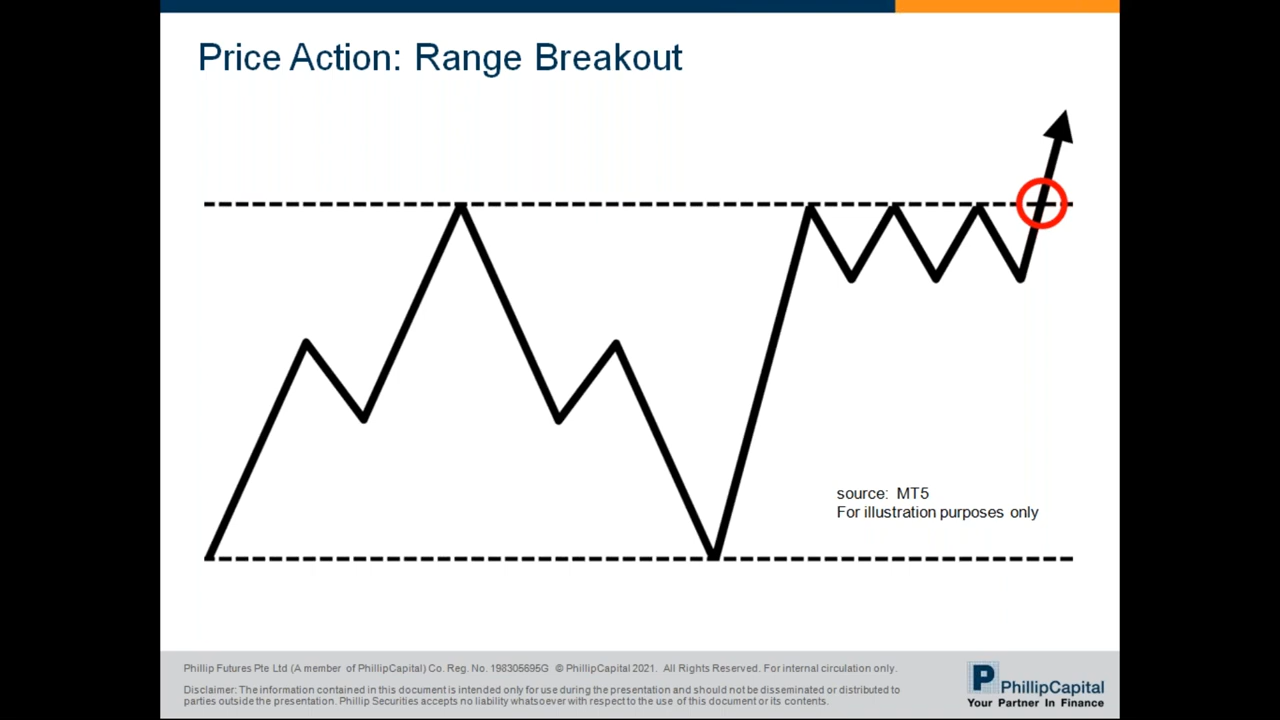 Price Action: Range Breakout
source: MT5
For illustration purposes only
Phillip Futures Pte Ltd (A member of PhillipCapital) Co. Reg. No. 198305695G © PhillipCapital 2021. All Rights Reserved. For internal circulation only.
Disclaimer: The information contained in this document is intended only for use during the presentation and should not be disseminated or distributed to
parties outside the presentation. Phillip Securities accepts no liability whatsoever with respect to the use of this document or its contents.
PhillipCapital
Your Partner In Finance